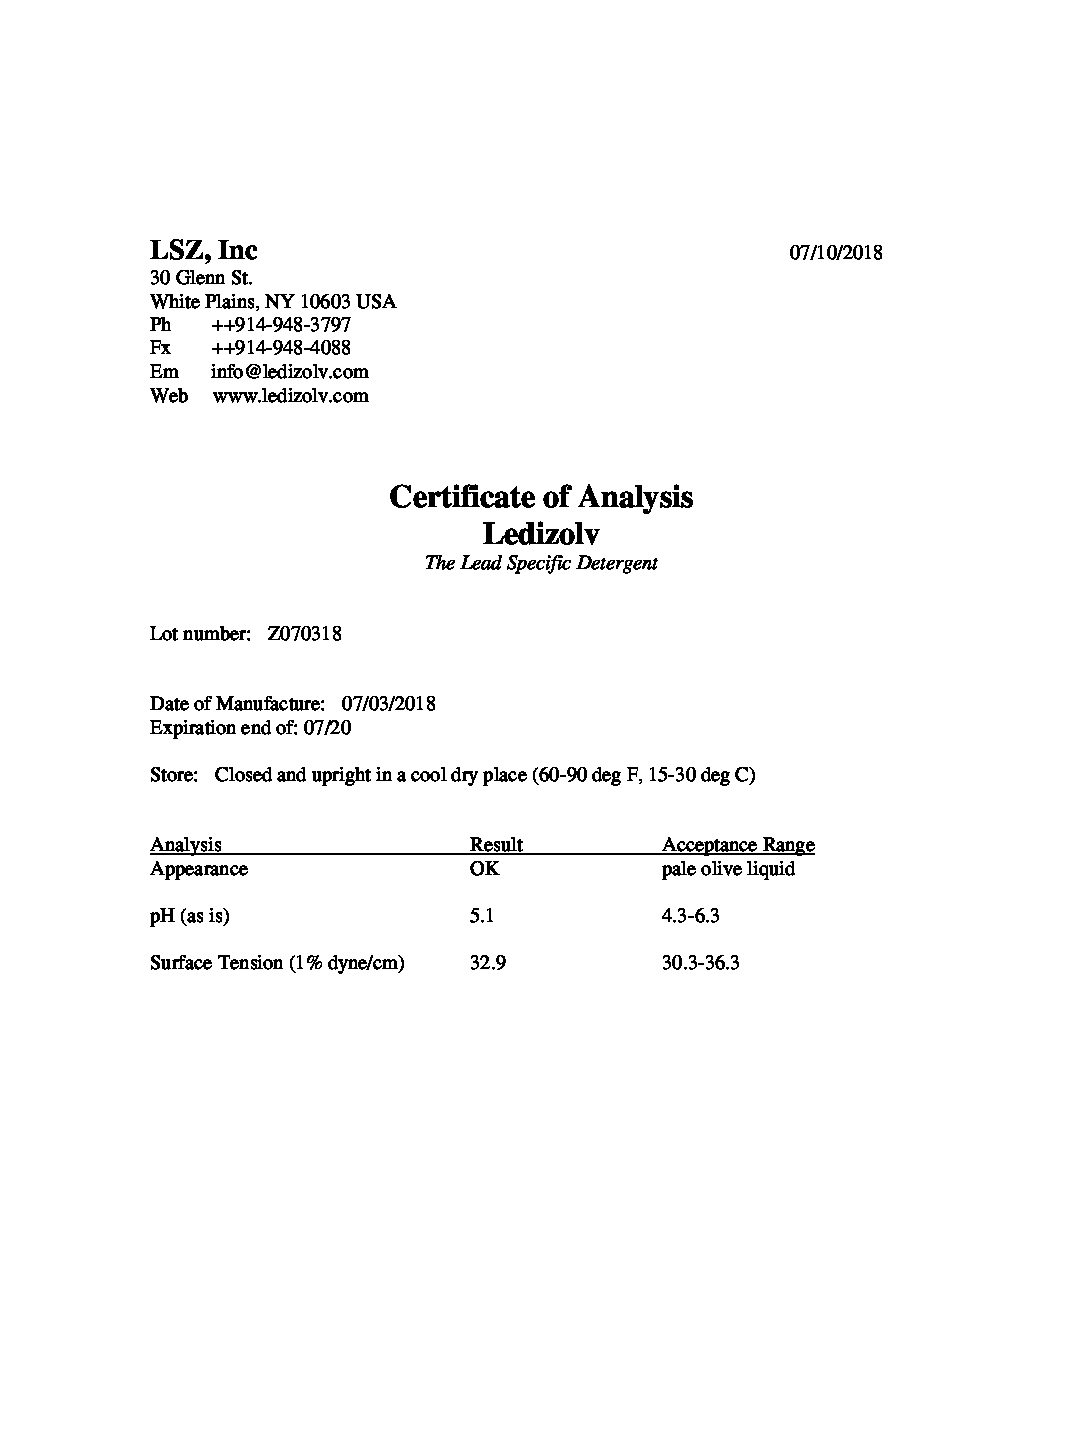 LSZ, Inc 07/10/2018
30 Glenn St.
White Plains, NY 10603 USA
Ph ++914-948-3797
Fx ++914-948-4088
Em info@ledizolv.com
Web www.ledizolv.com
Certificate of Analysis
Ledizolv
The Lead Specific Detergent
Lot number: Z070318
Date of Manufacture: 07/03/2018
Expiration end of: 07/20
Store: Closed and upright in a cool dry place (60-90 deg F, 15-30 deg C)
Analysis Result Acceptance Range
Appearance OK pale olive liquid
pH (as is) 5.1 4.3-6.3
Surface Tension (1% dyne/cm) 32.9 30.3-36.3